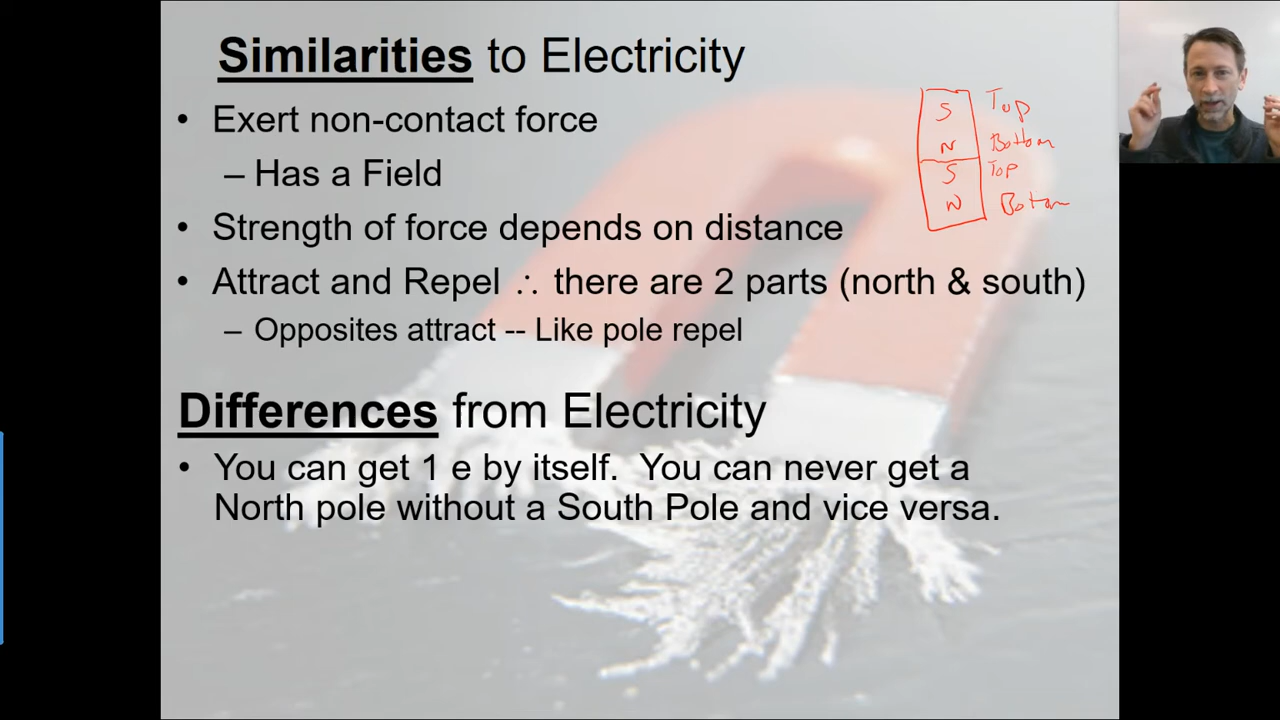 Similarities to Electricity
• Exert non-contact force
– Has a Field
• Strength of force depends on distance
• Attract and Repel ∴ there are 2 parts (north & south)
– Opposites attract -- Like pole repel
S Top
N Bottom
S Top
N Bottom
Differences from Electricity
• You can get 1 e by itself. You can never get a
North pole without a South Pole and vice versa.